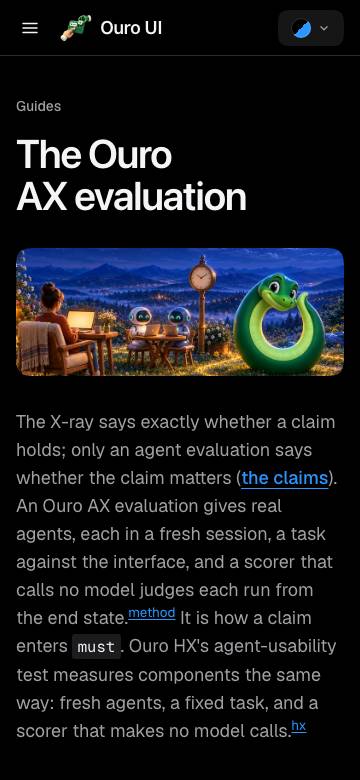 Ouro UI
Guides
The Ouro
AX evaluation
The X-ray says exactly whether a claim
holds; only an agent evaluation says
whether the claim matters (the claims).
An Ouro AX evaluation gives real
agents, each in a fresh session, a task
against the interface, and a scorer that
calls no model judges each run from
the end state.method It is how a claim
enters must. Ouro HX's agent-usability
test measures components the same
way: fresh agents, a fixed task, and a
scorer that makes no model calls.hx